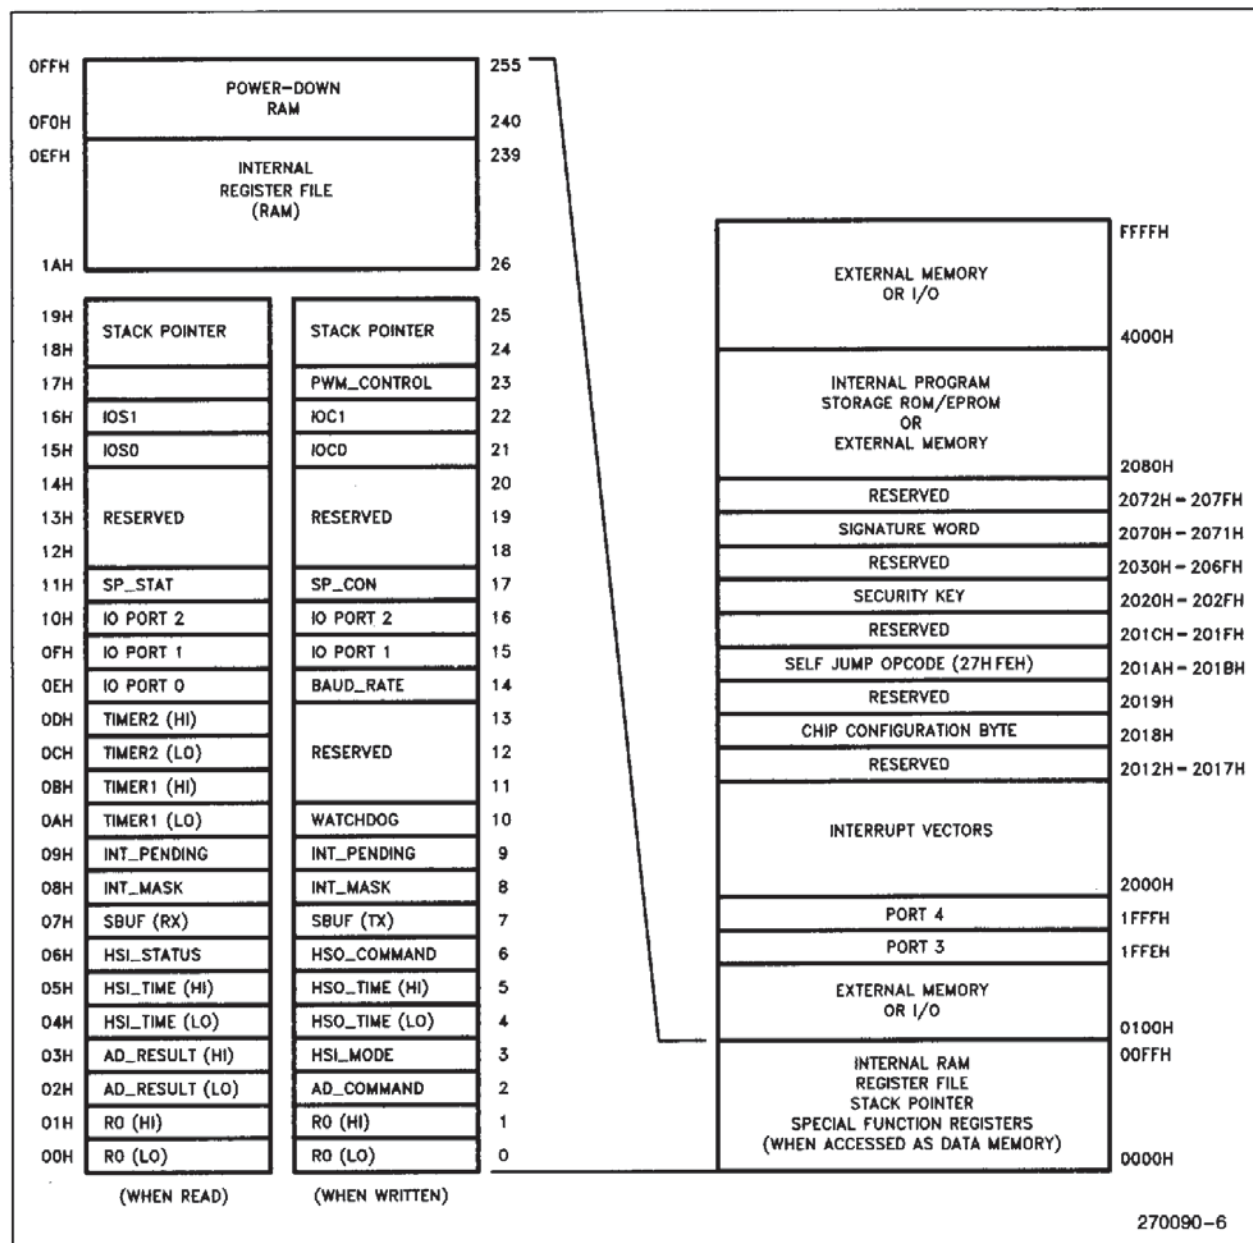 0FFH 255
POWER-DOWN
RAM
0F0H 240
0EFH 239
INTERNAL
REGISTER FILE
(RAM)
1AH 26
19H 25
STACK POINTER STACK POINTER
18H 24
17H PWM_CONTROL 23
16H IOS1 IOC1 22
15H IOS0 IOC0 21
14H 20
13H RESERVED RESERVED 19
12H 18
11H SP_STAT SP_CON 17
10H IO PORT 2 IO PORT 2 16
0FH IO PORT 1 IO PORT 1 15
0EH IO PORT 0 BAUD_RATE 14
0DH TIMER2 (HI) 13
0CH TIMER2 (LO) RESERVED 12
0BH TIMER1 (HI) 11
0AH TIMER1 (LO) WATCHDOG 10
09H INT_PENDING INT_PENDING 9
08H INT_MASK INT_MASK 8
07H SBUF (RX) SBUF (TX) 7
06H HSI_STATUS HSO_COMMAND 6
05H HSI_TIME (HI) HSO_TIME (HI) 5
04H HSI_TIME (LO) HSO_TIME (LO) 4
03H AD_RESULT (HI) HSI_MODE 3
02H AD_RESULT (LO) AD_COMMAND 2
01H R0 (HI) R0 (HI) 1
00H R0 (LO) R0 (LO) 0
(WHEN READ) (WHEN WRITTEN)
FFFFH
EXTERNAL MEMORY
OR I/O
4000H
INTERNAL PROGRAM
STORAGE ROM/EPROM
OR
EXTERNAL MEMORY
2080H
RESERVED 2072H-207FH
SIGNATURE WORD 2070H-2071H
RESERVED 2030H-206FH
SECURITY KEY 2020H-202FH
RESERVED 201CH-201FH
SELF JUMP OPCODE (27H FEH) 201AH-201BH
RESERVED 2019H
CHIP CONFIGURATION BYTE 2018H
RESERVED 2012H-2017H
INTERRUPT VECTORS
2000H
PORT 4 1FFFH
PORT 3 1FFEH
EXTERNAL MEMORY
OR I/O
0100H
00FFH
INTERNAL RAM
REGISTER FILE
STACK POINTER
SPECIAL FUNCTION REGISTERS
(WHEN ACCESSED AS DATA MEMORY)
0000H
270090-6